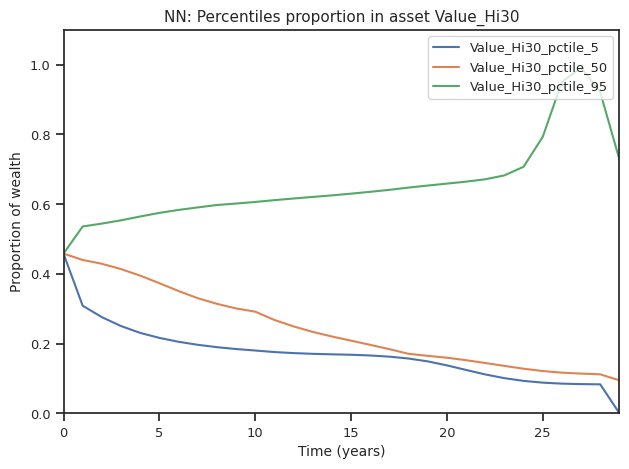 NN: Percentiles proportion in asset Value_Hi30
Value_Hi30_pctile_5
Value_Hi30_pctile_50
Value_Hi30_pctile_95
1.0
0.8
0.6
0.4
0.2
0.0
Proportion of wealth
0 5 10 15 20 25
Time (years)